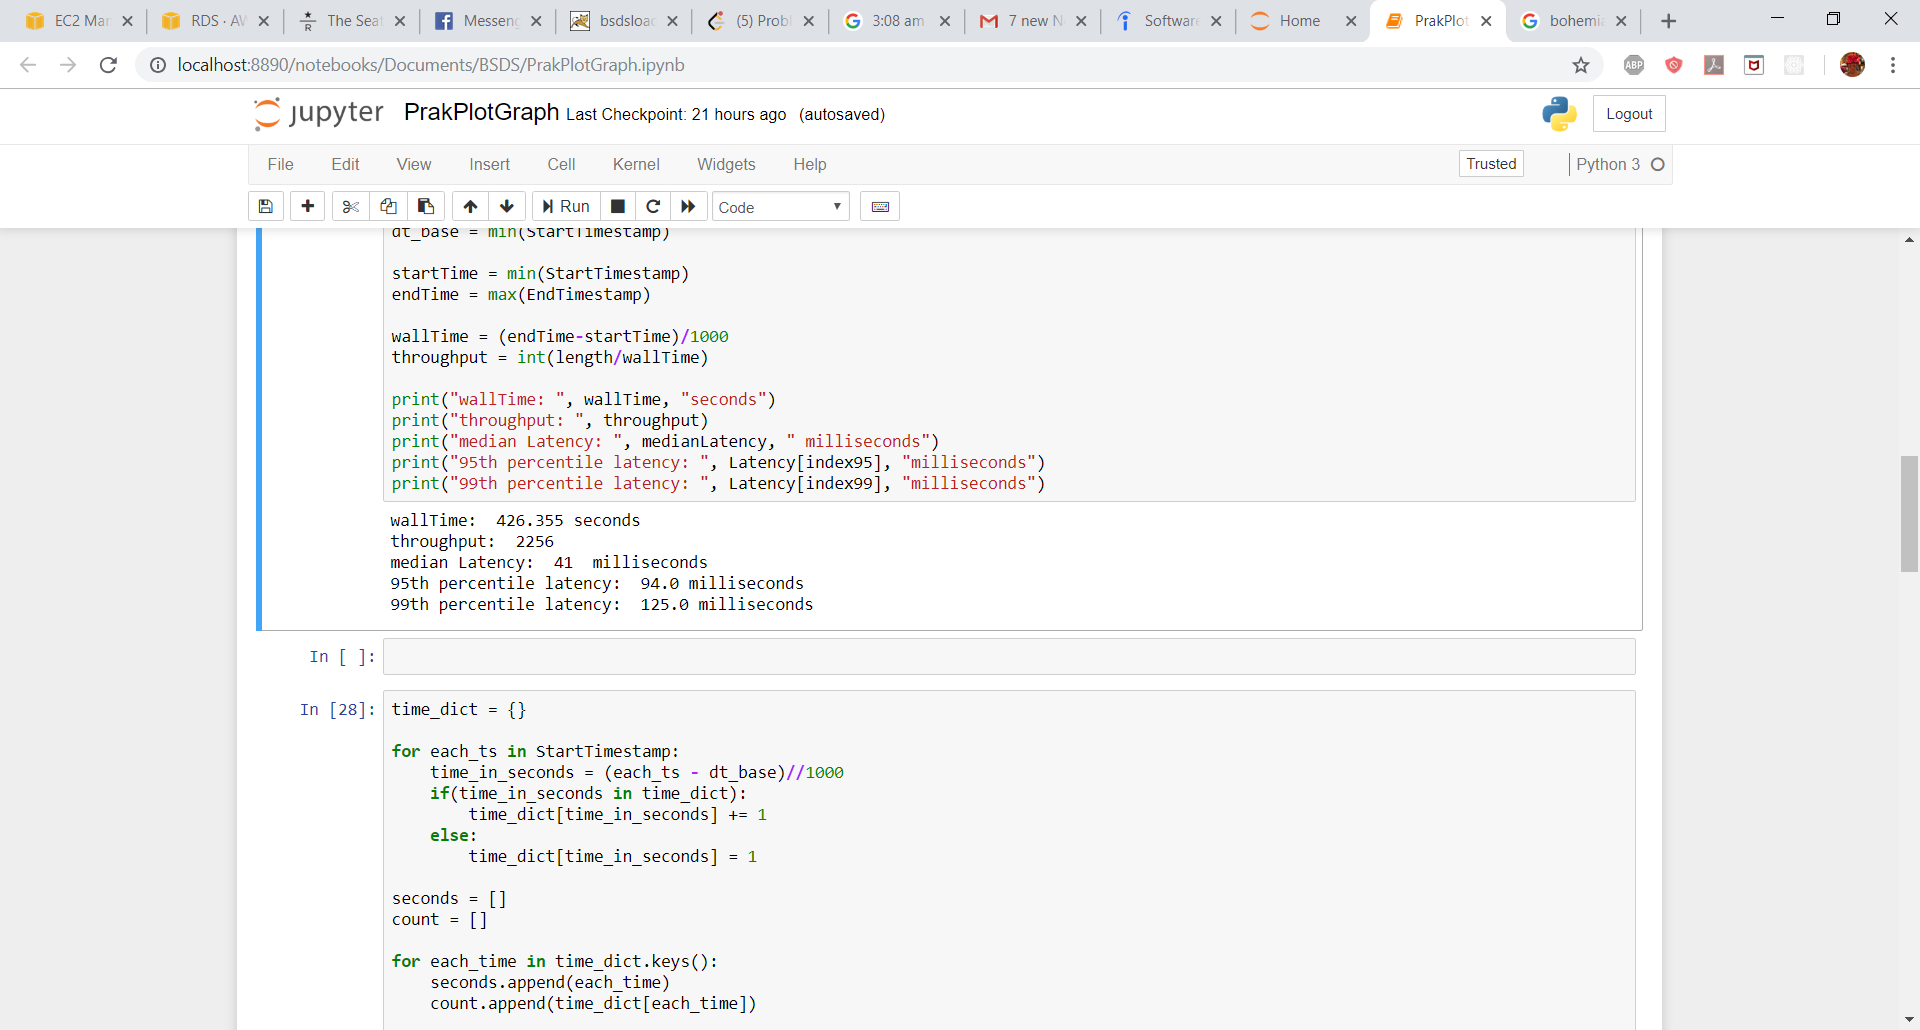 EC2 Mar
RDS · AV
The Seat
Messeng
bsdsload
(5) Probl
3:08 am
7 new N
Software
Home
PrakPlot
bohemia
localhost:8890/notebooks/Documents/BSDS/PrakPlotGraph.ipynb
ABP
jupyter PrakPlotGraph Last Checkpoint: 21 hours ago (autosaved)
Logout
File Edit View Insert Cell Kernel Widgets Help
Trusted
Python 3
Run
Code
dt_base = min(StartTimestamp)
startTime = min(StartTimestamp)
endTime = max(EndTimestamp)
wallTime = (endTime-startTime)/1000
throughput = int(length/wallTime)
print("wallTime: ", wallTime, "seconds")
print("throughput: ", throughput)
print("median Latency: ", medianLatency, " milliseconds")
print("95th percentile latency: ", Latency[index95], "milliseconds")
print("99th percentile latency: ", Latency[index99], "milliseconds")
wallTime:  426.355 seconds
throughput:  2256
median Latency:  41  milliseconds
95th percentile latency:  94.0 milliseconds
99th percentile latency:  125.0 milliseconds
In [ ]:
In [28]:
time_dict = {}
for each_ts in StartTimestamp:
    time_in_seconds = (each_ts - dt_base)//1000
    if(time_in_seconds in time_dict):
        time_dict[time_in_seconds] += 1
    else:
        time_dict[time_in_seconds] = 1
seconds = []
count = []
for each_time in time_dict.keys():
    seconds.append(each_time)
    count.append(time_dict[each_time])